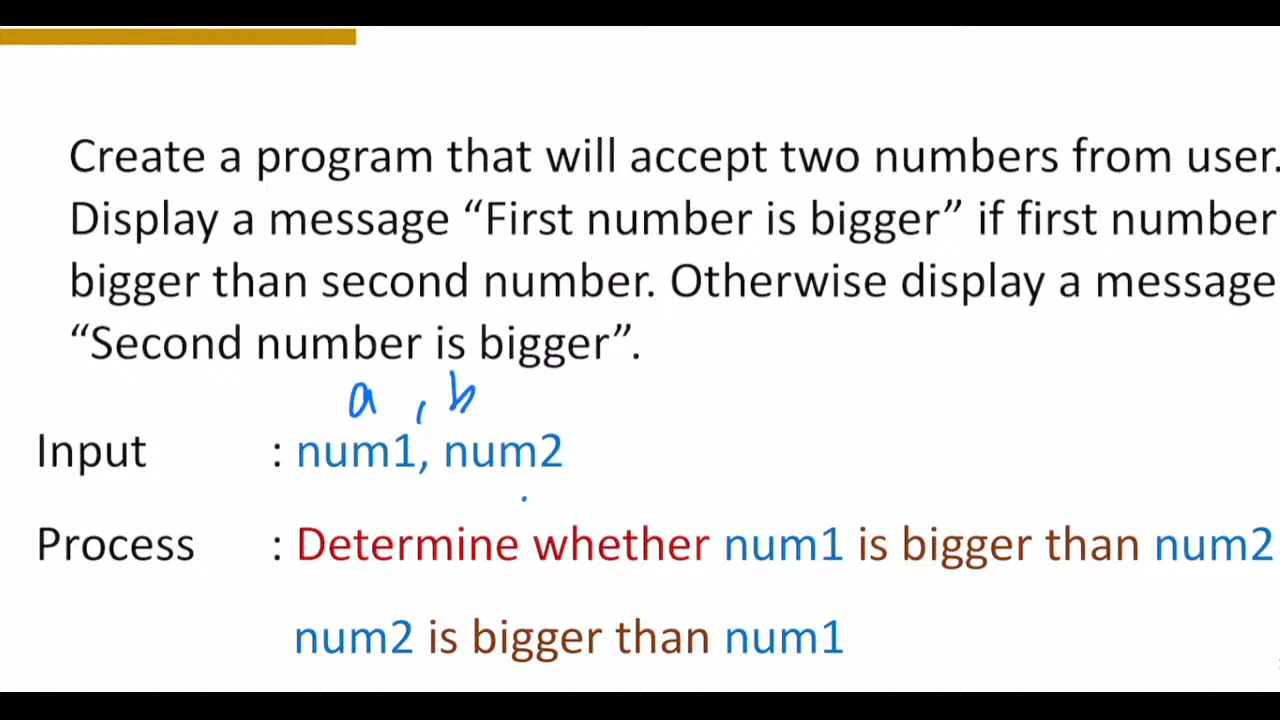 Create a program that will accept two numbers from user.
Display a message “First number is bigger” if first number
bigger than second number. Otherwise display a message
“Second number is bigger”.
a , b
Input : num1, num2
Process : Determine whether num1 is bigger than num2
num2 is bigger than num1